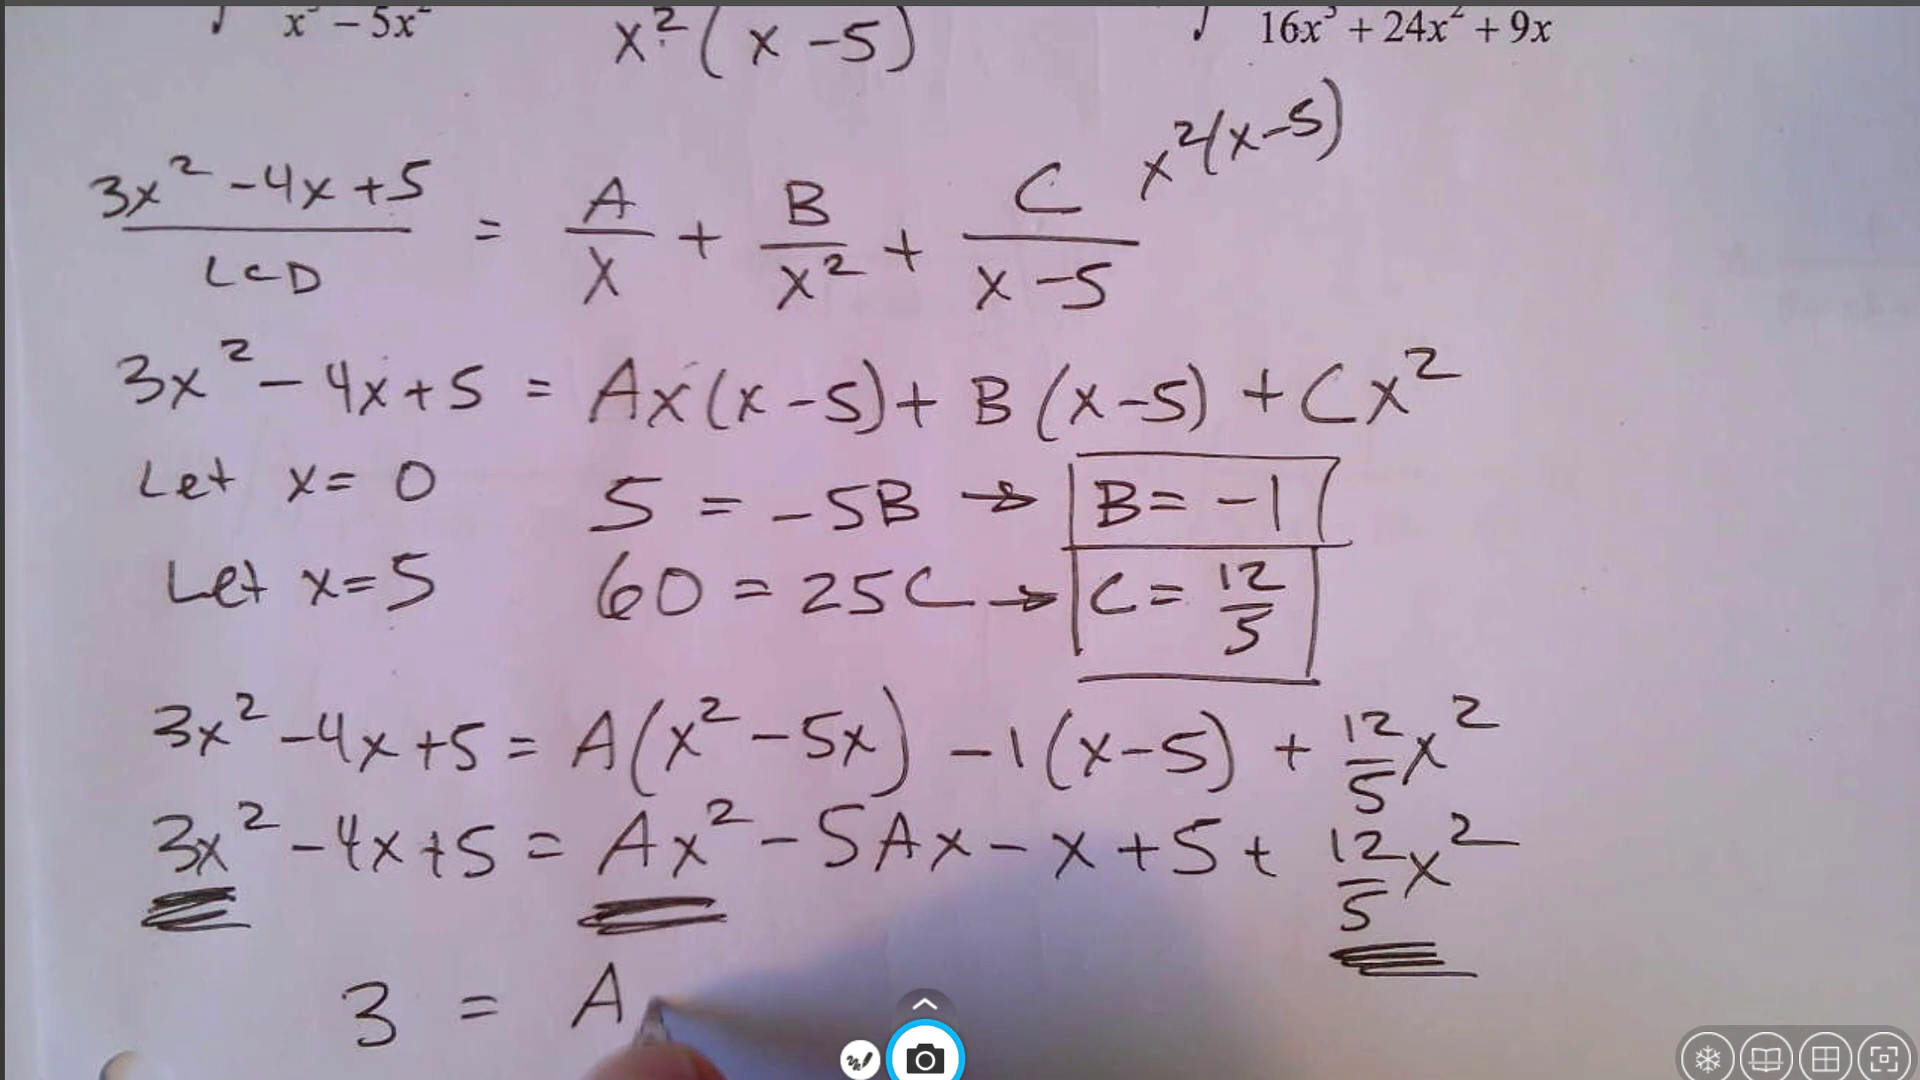 ∫ x³ − 5x² x²(x −5) ∫ 16x³ + 24x² + 9x
x²(x−5)
3x² −4x +5 / LCD = A/x + B/x² + C/(x −5)
3x² − 4x + 5 = Ax(x −5) + B(x−5) + Cx²
Let x = 0 5 = −5B → B = −1
Let x = 5 60 = 25C → C = 12/5
3x² −4x +5 = A(x² −5x) −1(x−5) + 12/5 x²
3x² −4x +5 = Ax² − 5Ax − x + 5 + 12/5 x²
3 = A